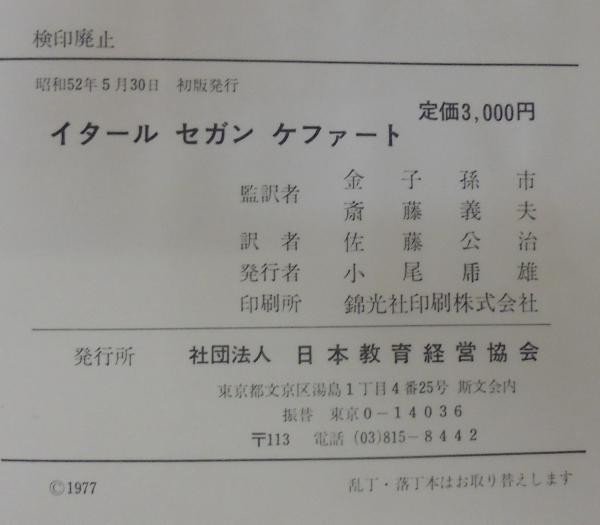 検印廃止
昭和52年5月30日 初版発行
定価3,000円
イタール セガン ケファート
監訳者 金子孫市
斎藤義夫
訳者 佐藤公治
発行者 小尾乕雄
印刷所 錦光社印刷株式会社
発行所 社団法人 日本教育経営協会
東京都文京区湯島1丁目4番25号 斯文会内
振替 東京0-14036
〒113 電話 (03)815-8442
©1977 乱丁・落丁本はお取り替えします